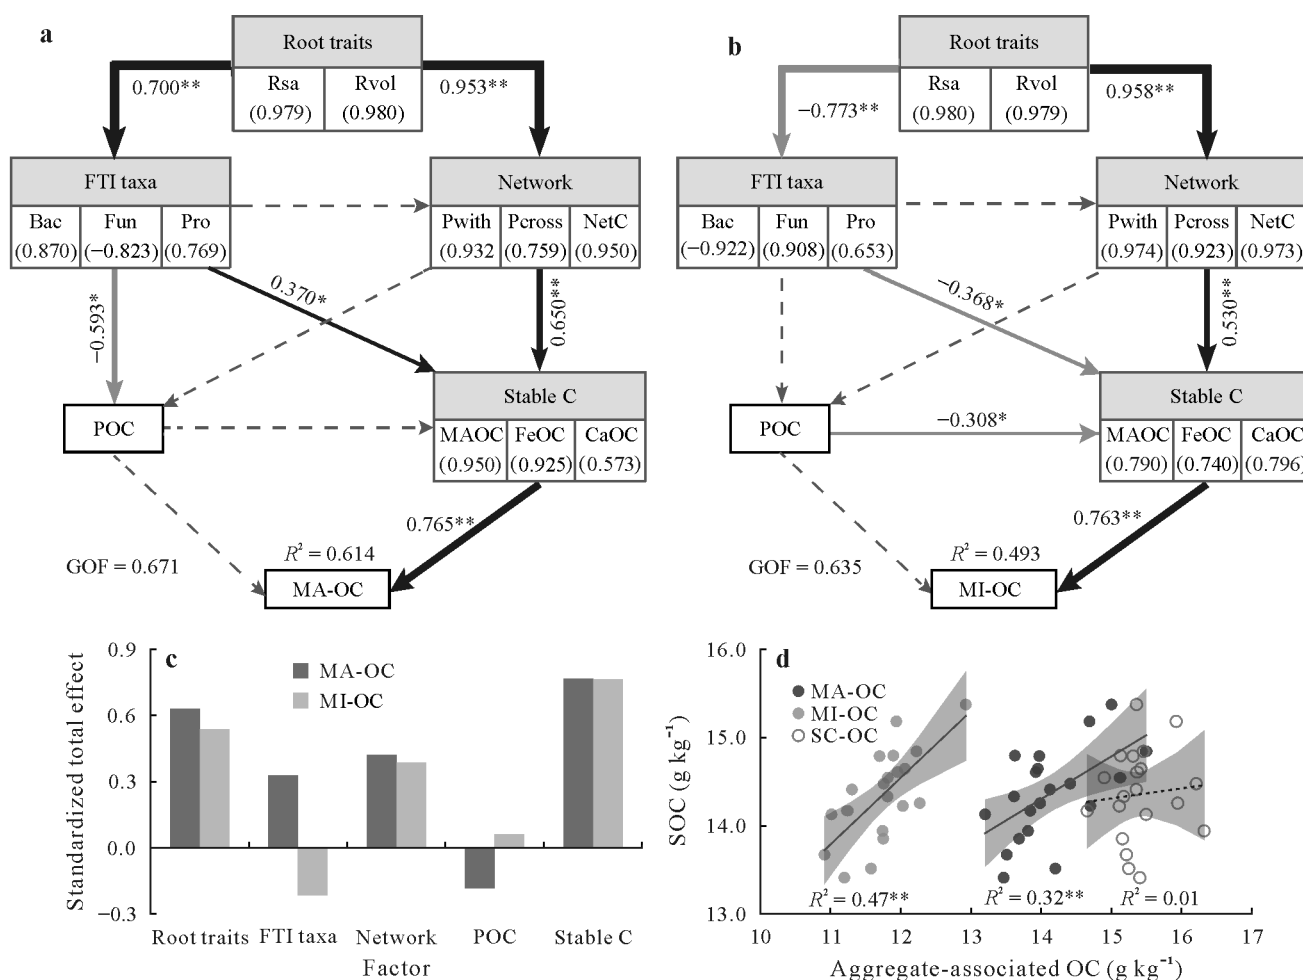 a
Root traits
Rsa Rvol
(0.979) (0.980)
0.700**
0.953**
FTI taxa
Bac Fun Pro
(0.870) (−0.823) (0.769)
Network
Pwith Pcross NetC
(0.932 (0.759) (0.950)
−0.593*
0.370*
0.650**
POC
Stable C
MAOC FeOC CaOC
(0.950) (0.925) (0.573)
0.765**
R² = 0.614
GOF = 0.671
MA-OC
b
Root traits
Rsa Rvol
(0.980) (0.979)
−0.773**
0.958**
FTI taxa
Bac Fun Pro
(−0.922) (0.908) (0.653)
Network
Pwith Pcross NetC
(0.974) (0.923) (0.973)
−0.368*
0.530**
POC
−0.308*
Stable C
MAOC FeOC CaOC
(0.790) (0.740) (0.796)
0.763**
R² = 0.493
GOF = 0.635
MI-OC
c
Standardized total effect
0.9
0.6
0.3
0.0
−0.3
MA-OC
MI-OC
Root traits FTI taxa Network POC Stable C
Factor
d
SOC (g kg⁻¹)
16.0
15.0
14.0
13.0
MA-OC
MI-OC
SC-OC
R² = 0.47** R² = 0.32** R² = 0.01
10 11 12 13 14 15 16 17
Aggregate-associated OC (g kg⁻¹)